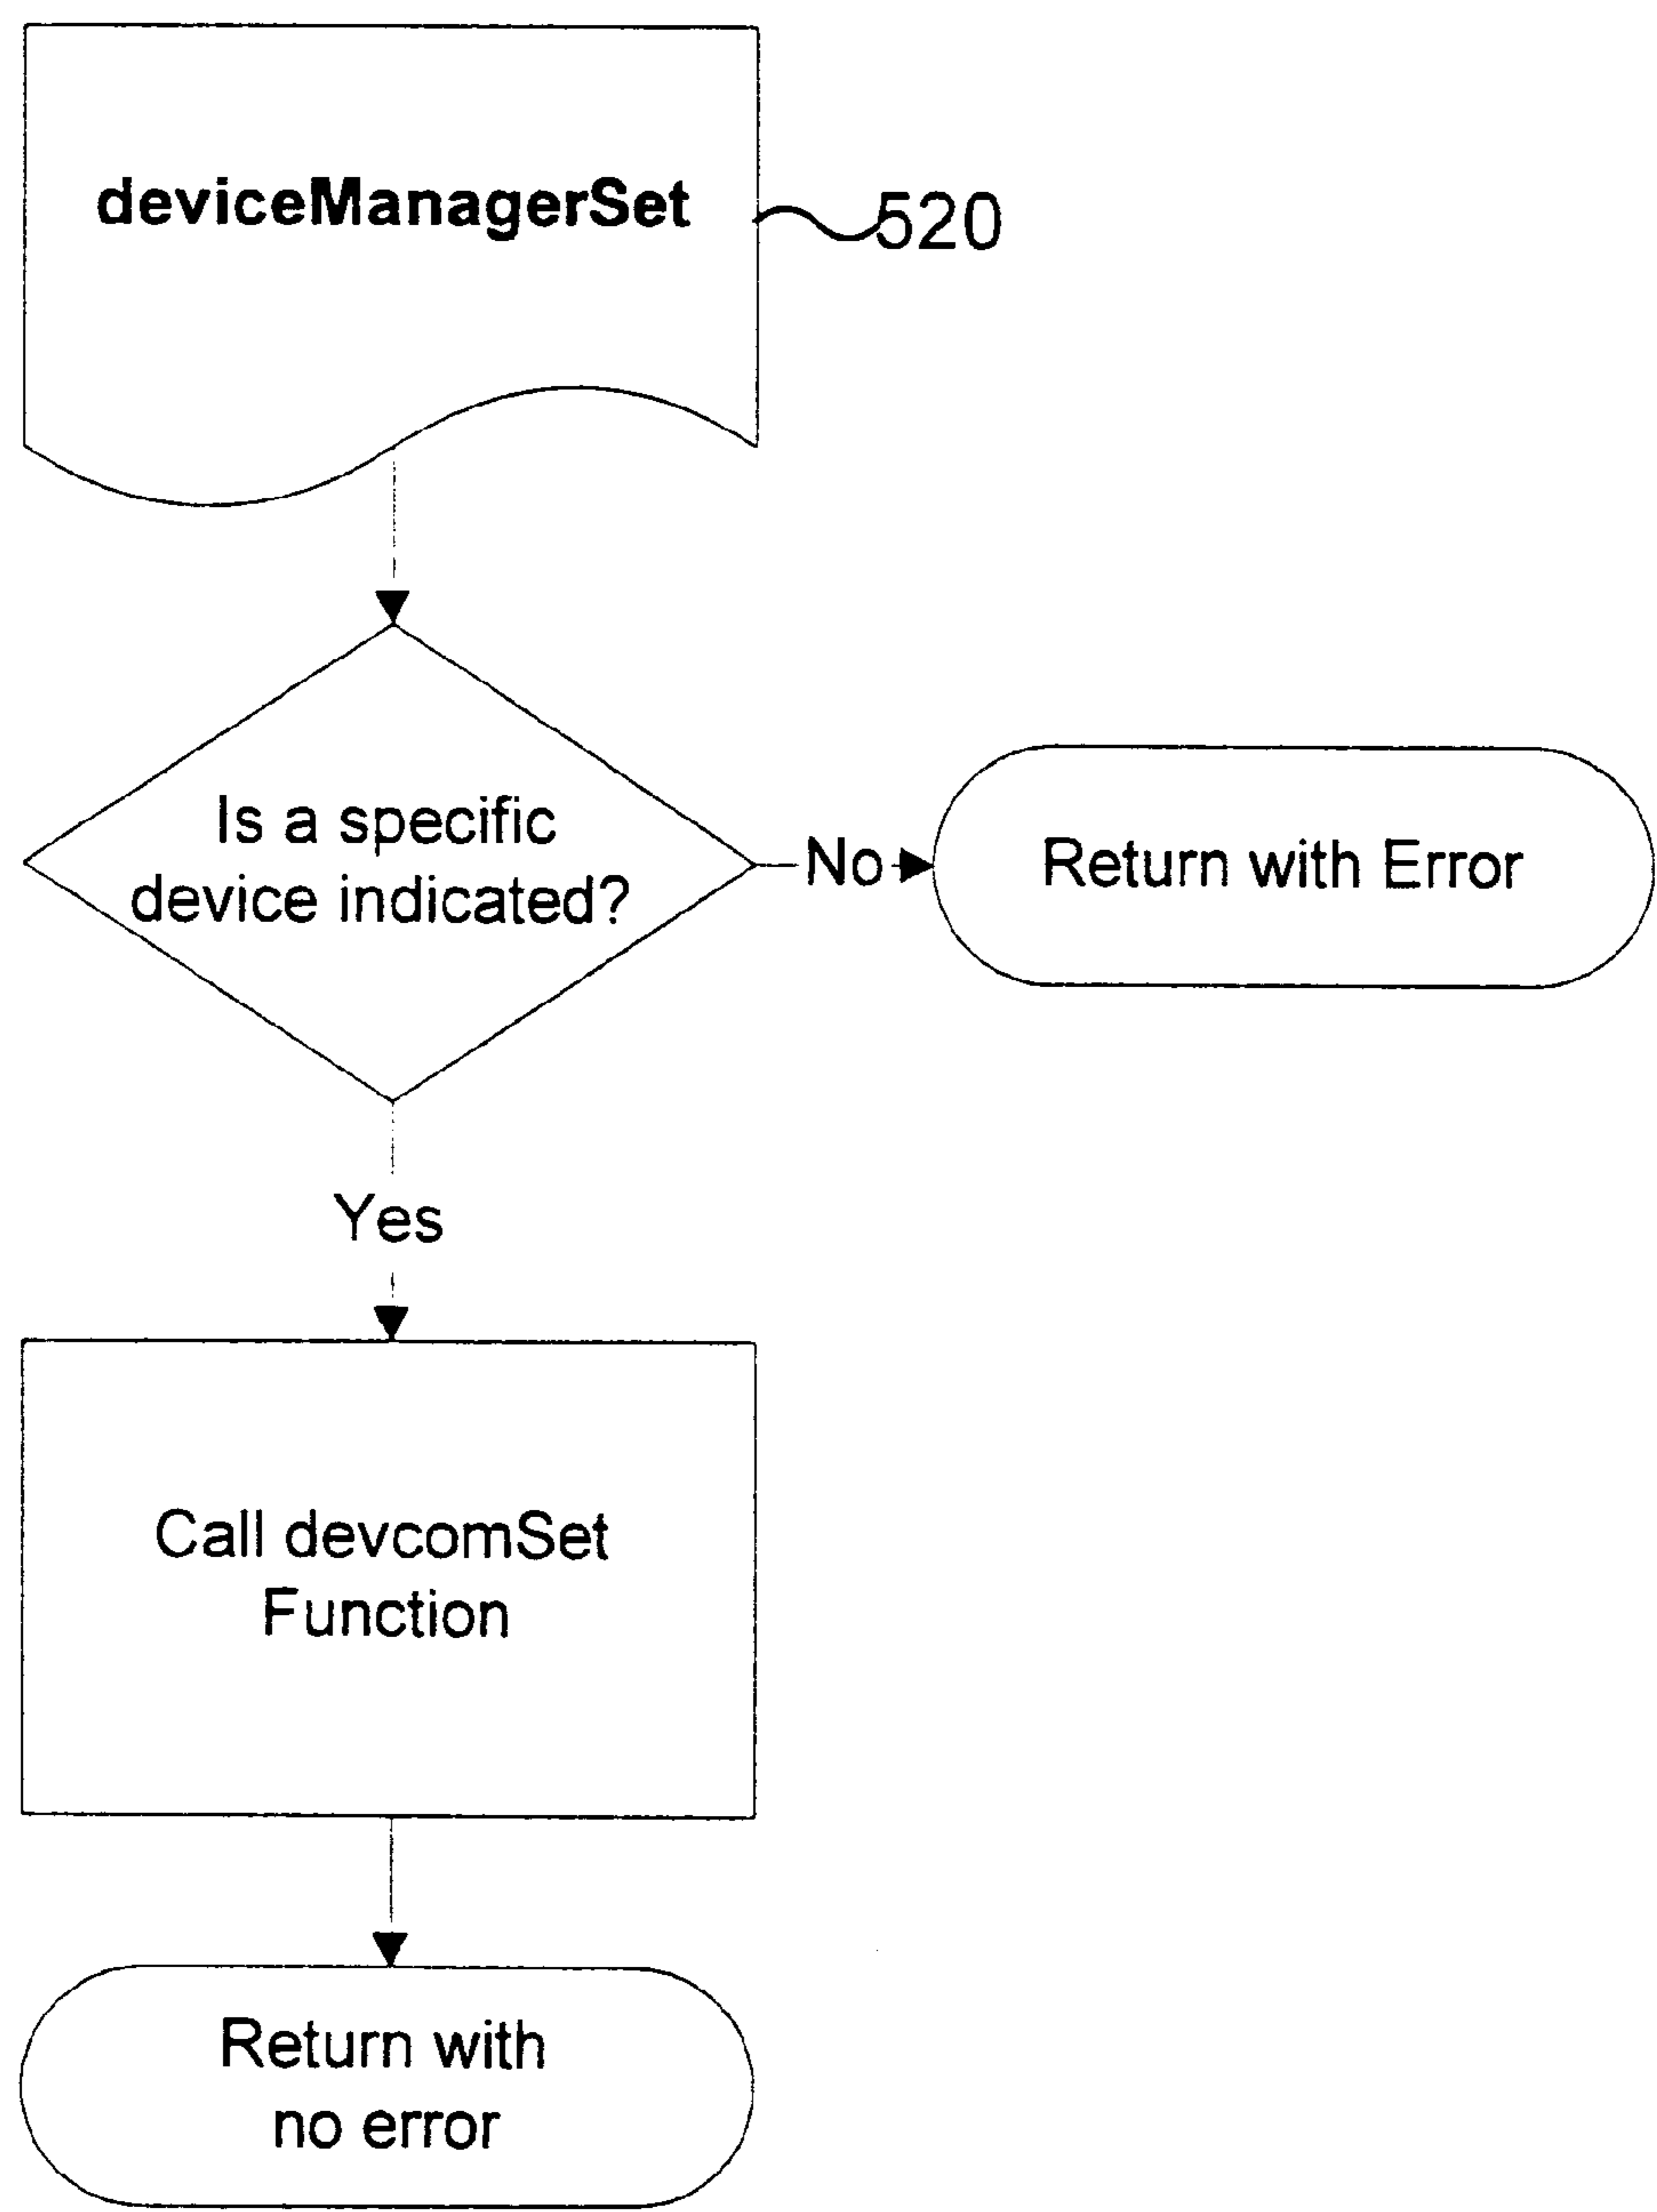 deviceManagerSet
520
Is a specific
device indicated?
No
Return with Error
Yes
Call devcomSet
Function
Return with
no error